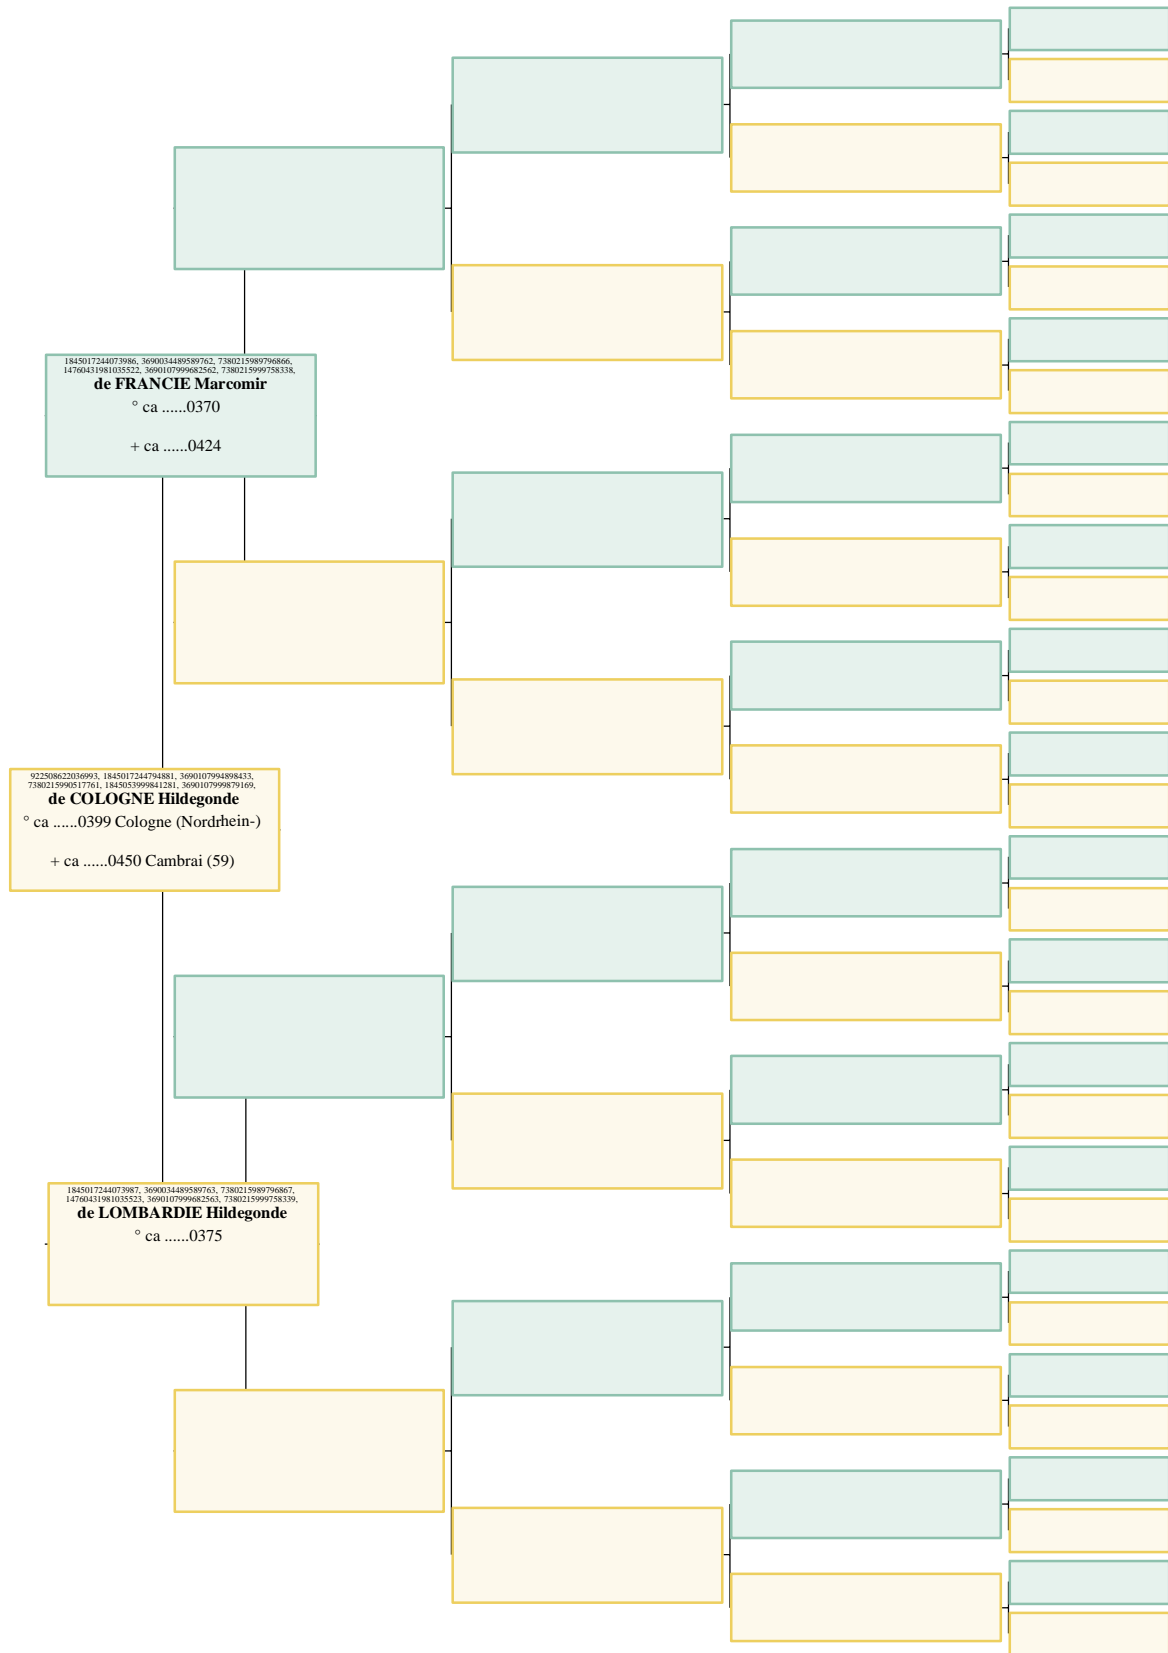 1845017244073986, 3690034489589762, 7380215989796866,
14760431981035522, 3690107999682562, 7380215999758338,
de FRANCIE Marcomir
° ca ......0370
+ ca ......0424
922508622036993, 1845017244794881, 3690107994898433,
7380215990517761, 1845053999841281, 3690107999879169,
de COLOGNE Hildegonde
° ca ......0399 Cologne (Nordrhein-)
+ ca ......0450 Cambrai (59)
1845017244073987, 3690034489589763, 7380215989796867,
14760431981035523, 3690107999682563, 7380215999758339,
de LOMBARDIE Hildegonde
° ca ......0375